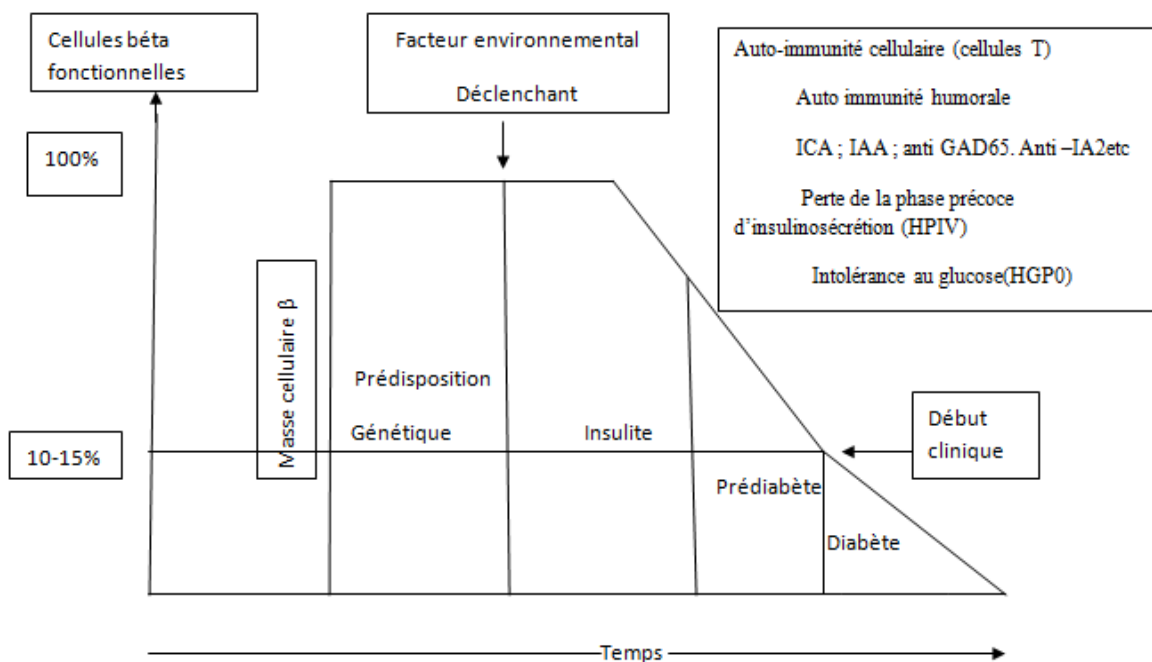 Cellules béta
fonctionnelles
Facteur environnemental
Déclenchant
Auto-immunité cellulaire (cellules T)
Auto immunité humorale
ICA ; IAA ; anti GAD65. Anti –IA2etc
Perte de la phase précoce
d’insulinosécrétion (HPIV)
Intolérance au glucose(HGP0)
100%
Masse cellulaire β
Prédisposition
Génétique
Insulite
10-15%
Début
clinique
Prédiabète
Diabète
Temps